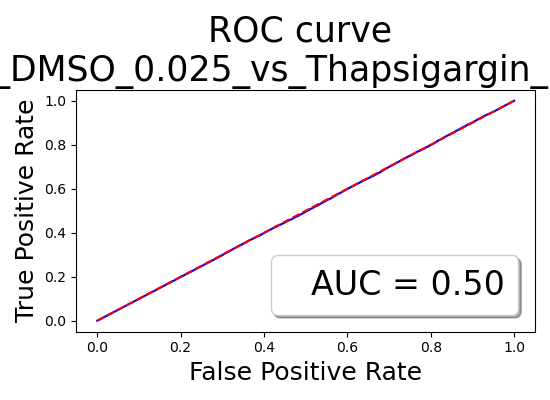 ROC curve
_DMSO_0.025_vs_Thapsigargin_
True Positive Rate
1.0
0.8
0.6
0.4
0.2
0.0
AUC = 0.50
0.0 0.2 0.4 0.6 0.8 1.0
False Positive Rate